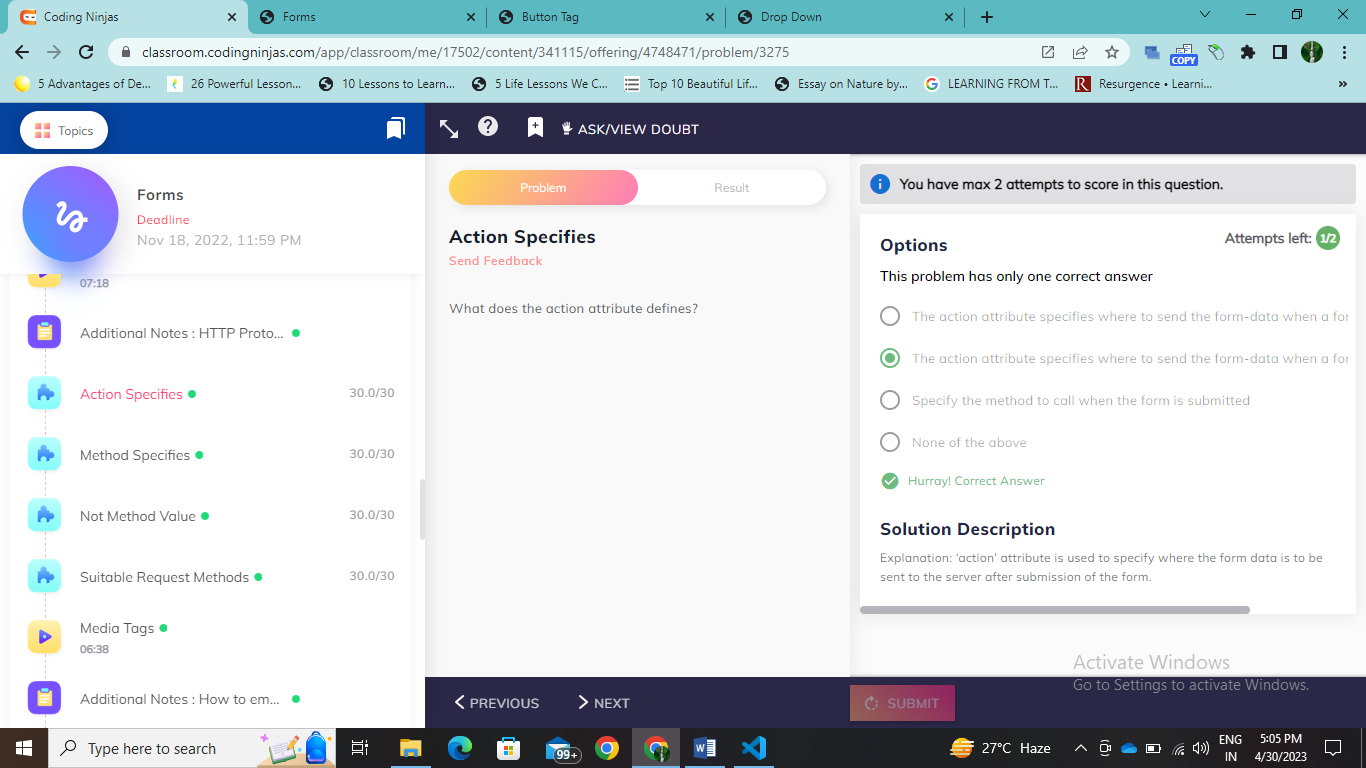 Coding Ninjas
Forms
Button Tag
Drop Down
classroom.codingninjas.com/app/classroom/me/17502/content/341115/offering/4748471/problem/3275
COPY
5 Advantages of De...
26 Powerful Lesson...
10 Lessons to Learn...
5 Life Lessons We C...
Top 10 Beautiful Lif...
Essay on Nature by...
LEARNING FROM T...
Resurgence • Learni...
Topics
ASK/VIEW DOUBT
Forms
Deadline
Nov 18, 2022, 11:59 PM
07:18
Additional Notes : HTTP Proto...
Action Specifies
30.0/30
Method Specifies
30.0/30
Not Method Value
30.0/30
Suitable Request Methods
30.0/30
Media Tags
06:38
Additional Notes : How to em...
Problem
Result
Action Specifies
Send Feedback
What does the action attribute defines?
PREVIOUS
NEXT
You have max 2 attempts to score in this question.
Options
Attempts left: 1/2
This problem has only one correct answer
The action attribute specifies where to send the form-data when a for
The action attribute specifies where to send the form-data when a for
Specify the method to call when the form is submitted
None of the above
Hurray! Correct Answer
Solution Description
Explanation: ‘action’ attribute is used to specify where the form data is to be
sent to the server after submission of the form.
Activate Windows
Go to Settings to activate Windows.
SUBMIT
Type here to search
99+
27°C Haze
ENG
IN
5:05 PM
4/30/2023